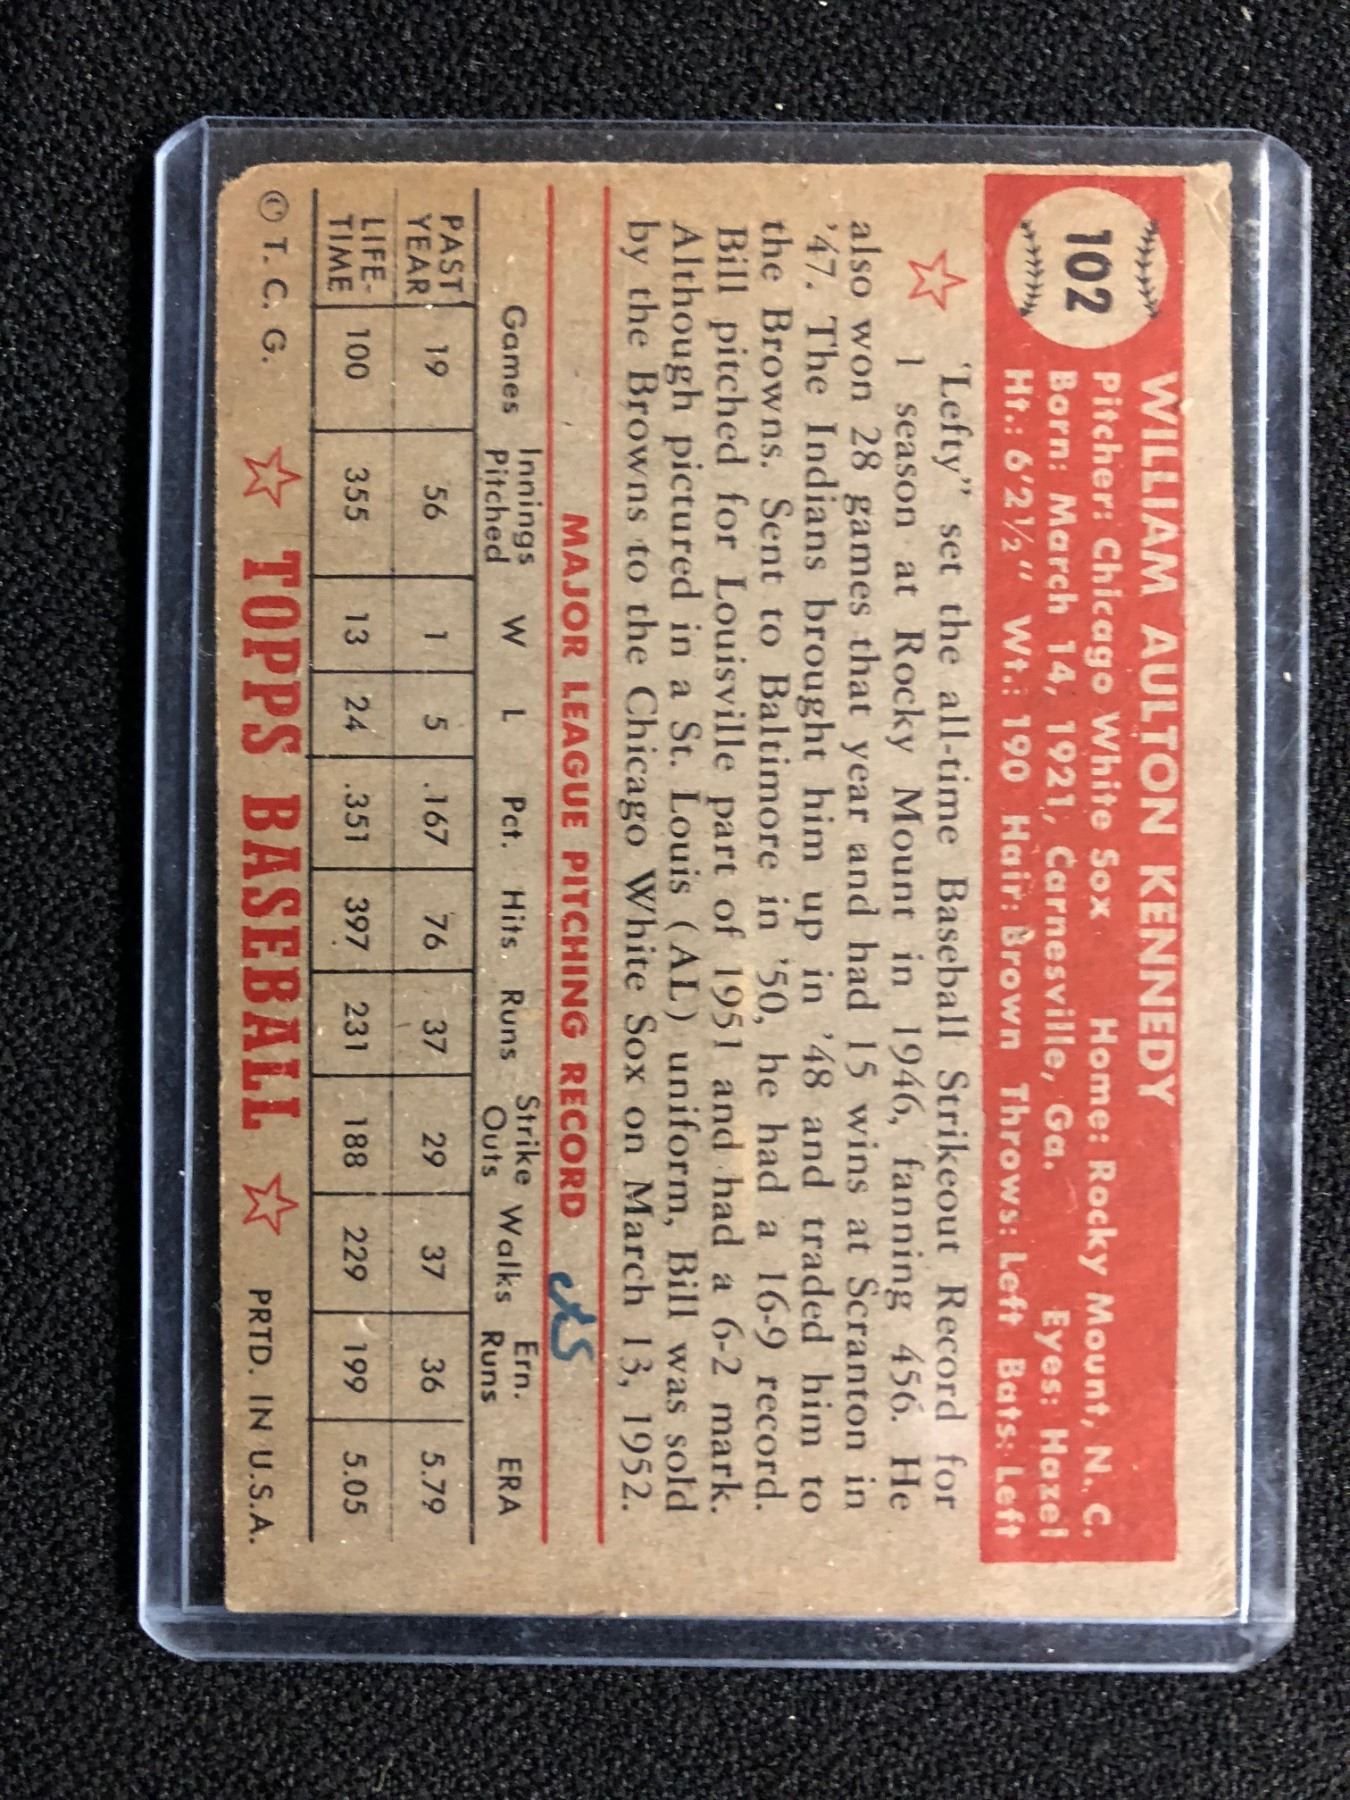 102
WILLIAM AULTON KENNEDY
Pitcher: Chicago White Sox Home: Rocky Mount, N. C.
Born: March 14, 1921, Carnesville, Ga. Eyes: Hazel
Ht.: 6'2½" Wt.: 190 Hair: Brown Throws: Left Bats: Left
'Lefty" set the all-time Baseball Strikeout Record for
1 season at Rocky Mount in 1946, fanning 456. He
also won 28 games that year and had 15 wins at Scranton in
'47. The Indians brought him up in '48 and traded him to
the Browns. Sent to Baltimore in '50, he had a 16-9 record.
Bill pitched for Louisville part of 1951 and had a 6-2 mark.
Although pictured in a St. Louis (AL) uniform, Bill was sold
by the Browns to the Chicago White Sox on March 13, 1952.
MAJOR LEAGUE PITCHING RECORD
Games Innings Pitched W L Pct. Hits Runs Strike Outs Walks Ern. Runs ERA
PAST YEAR 19 56 1 5 .167 76 37 29 37 36 5.79
LIFE-TIME 100 355 13 24 .351 397 231 188 229 199 5.05
© T. C. G. TOPPS BASEBALL PRTD. IN U.S.A.